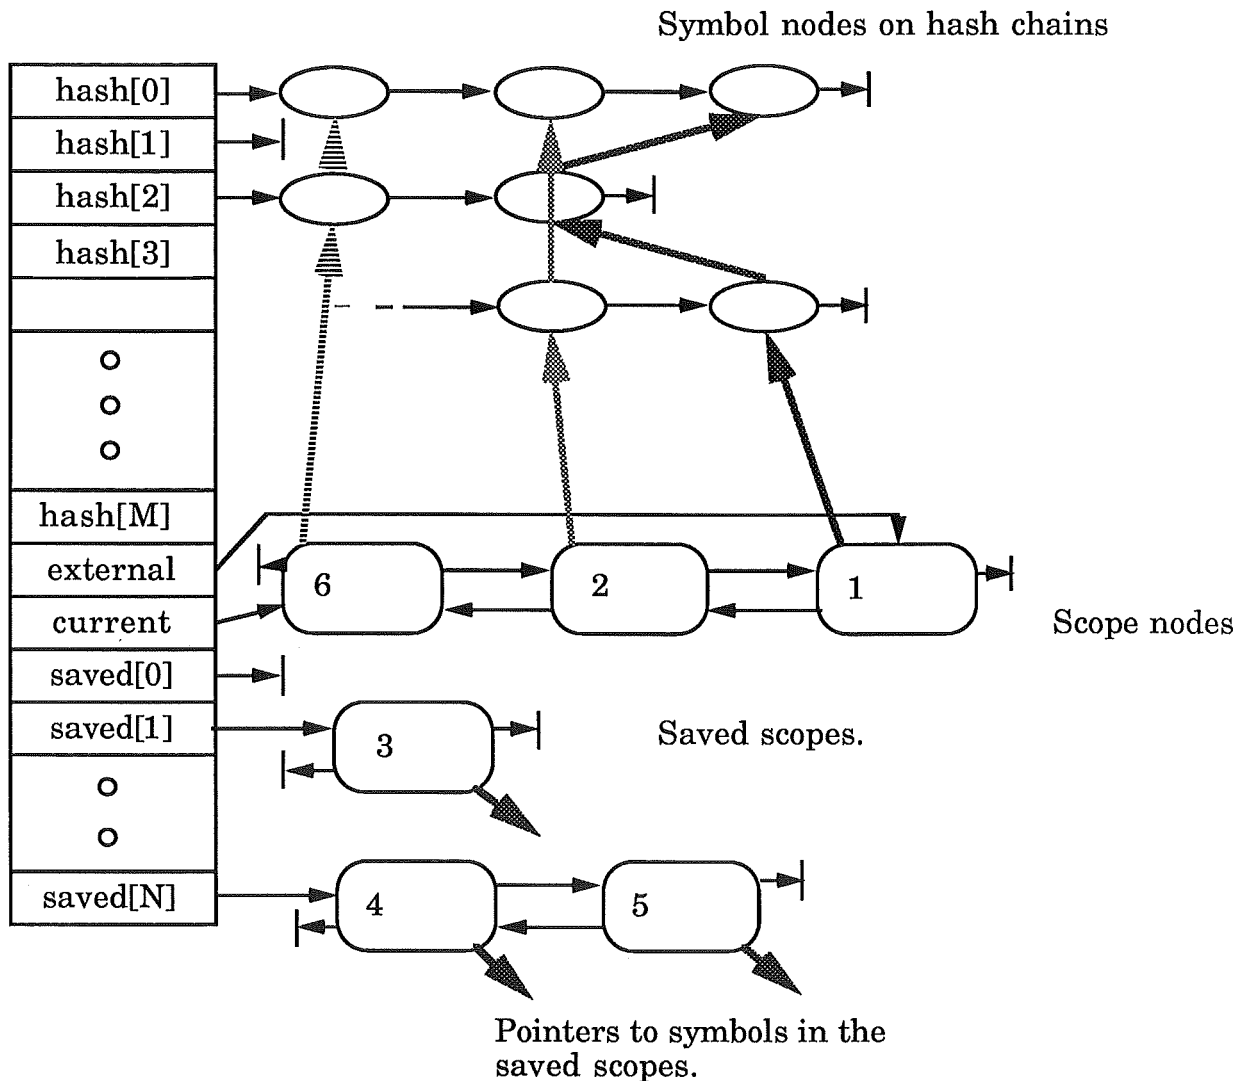 Symbol nodes on hash chains
hash[0]
hash[1]
hash[2]
hash[3]
hash[M]
external
current
saved[0]
saved[1]
saved[N]
6
2
1
Scope nodes
3
Saved scopes.
4
5
Pointers to symbols in the
saved scopes.